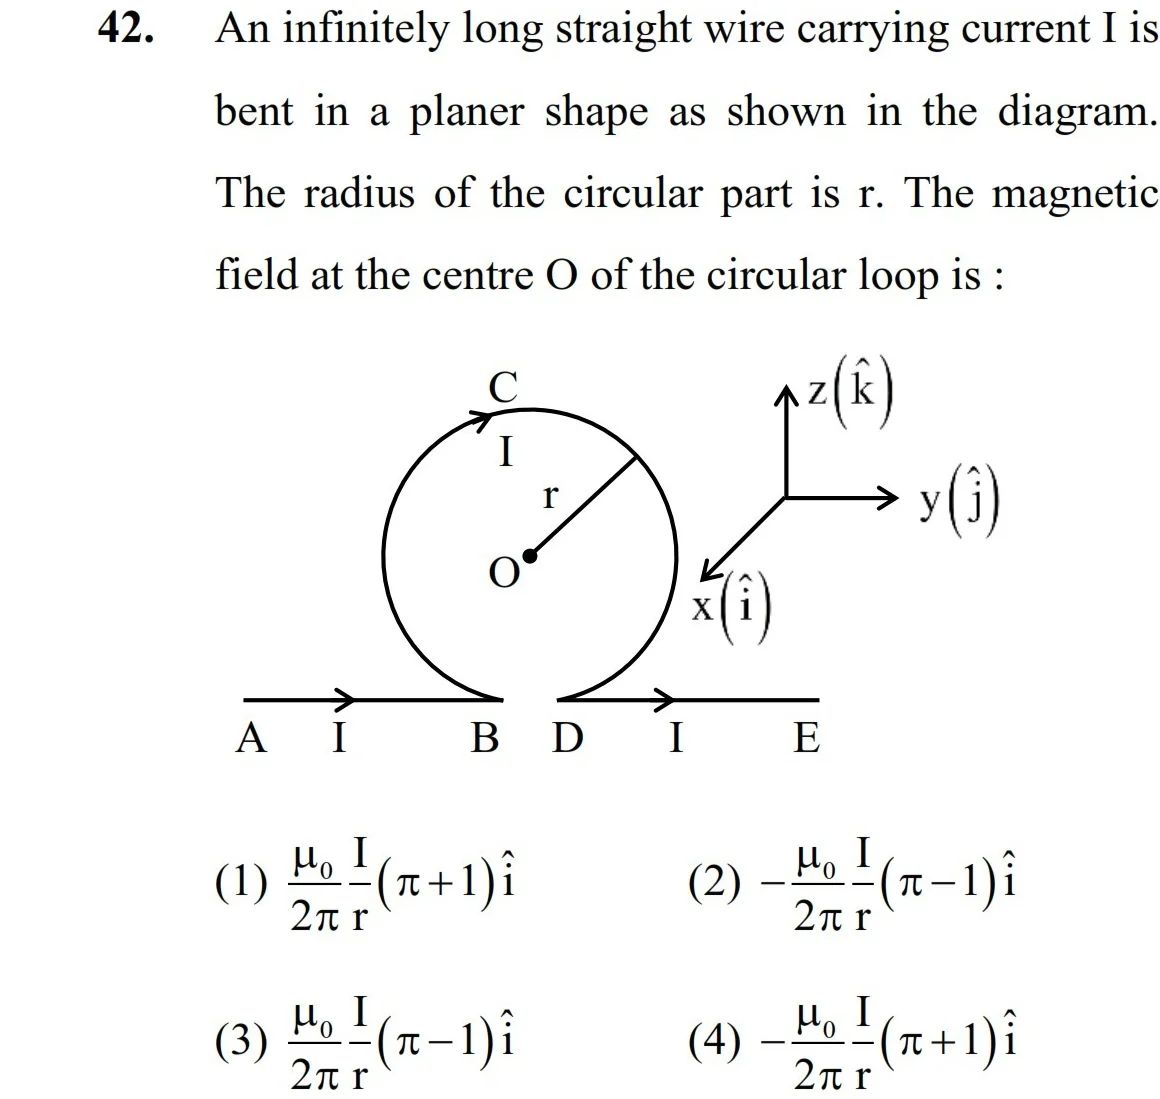 42. An infinitely long straight wire carrying current I is
bent in a planer shape as shown in the diagram.
The radius of the circular part is r. The magnetic
field at the centre O of the circular loop is :
C
I
r
O
z(k̂)
y(ĵ)
x(î)
A I B D I E
(1) μ₀/2π I/r (π+1) î (2) −μ₀/2π I/r (π−1) î
(3) μ₀/2π I/r (π−1) î (4) −μ₀/2π I/r (π+1) î